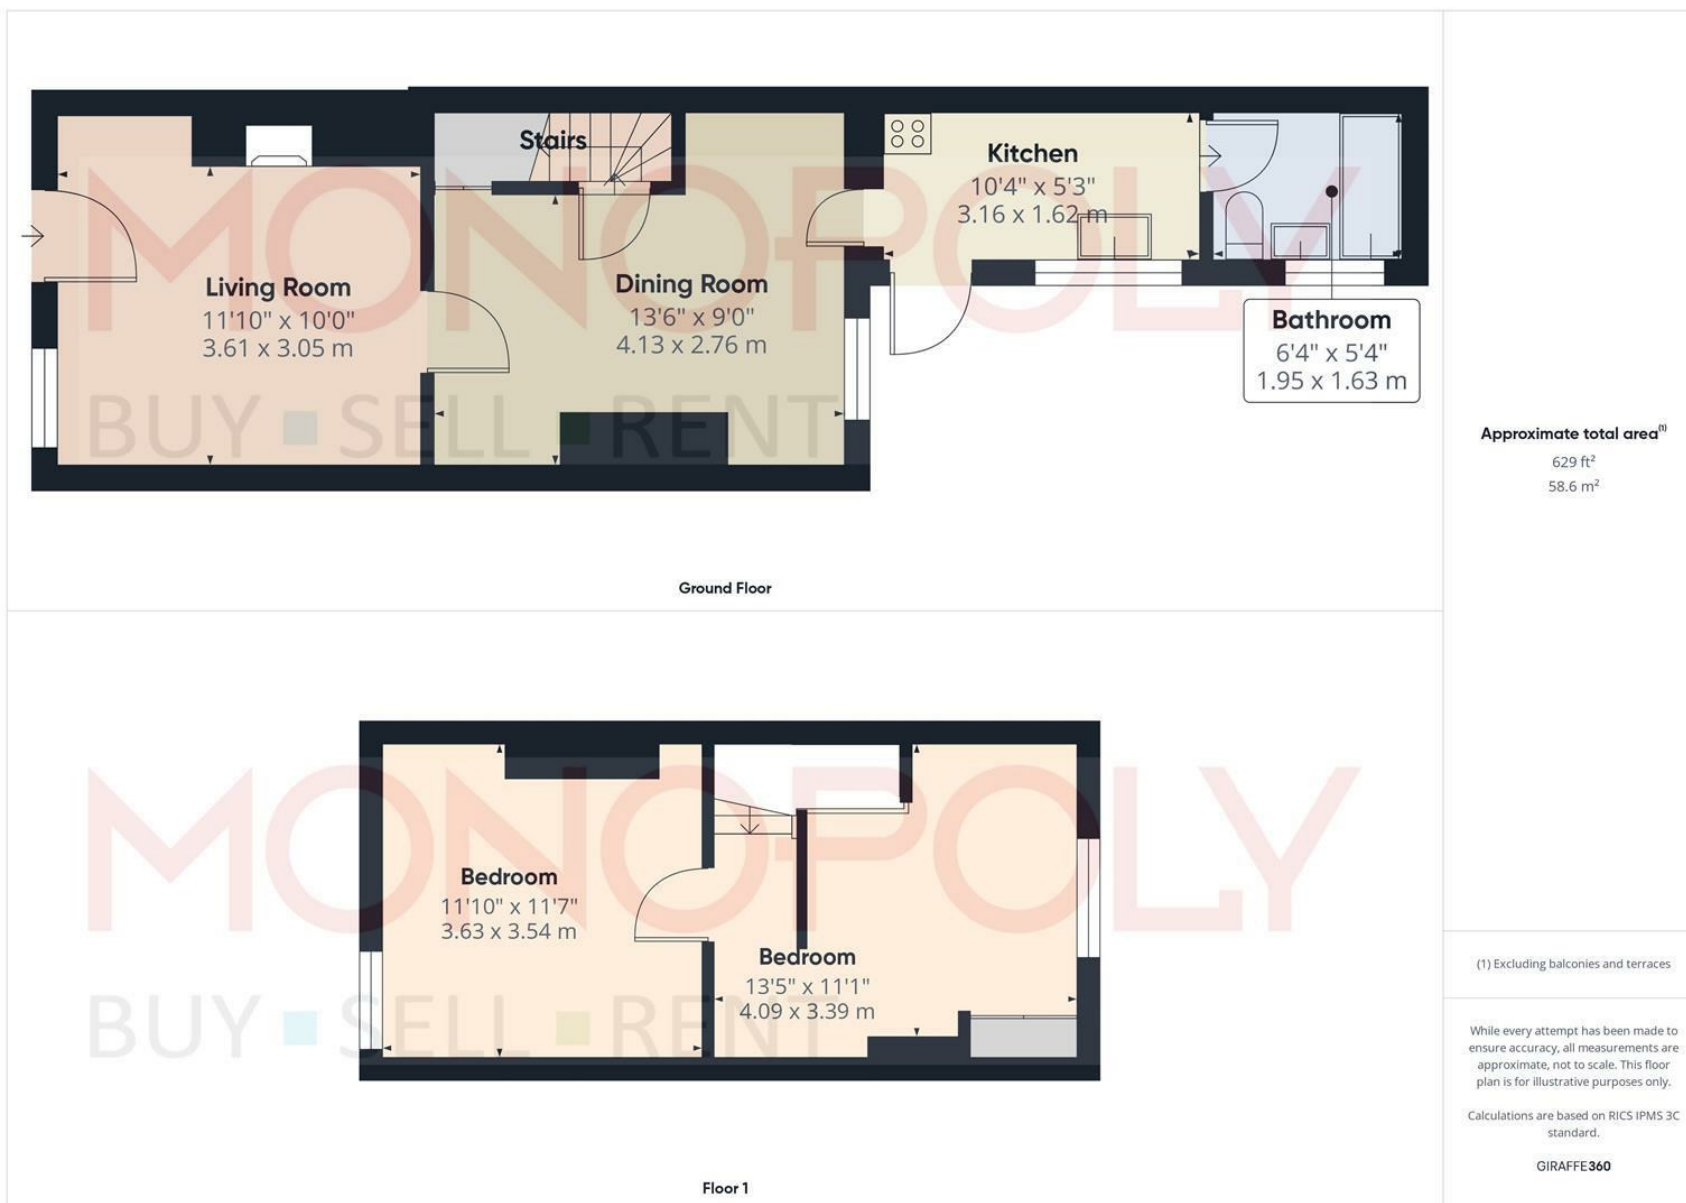 Stairs
Kitchen
10'4" x 5'3"
3.16 x 1.62 m
Living Room
11'10" x 10'0"
3.61 x 3.05 m
Dining Room
13'6" x 9'0"
4.13 x 2.76 m
Bathroom
6'4" x 5'4"
1.95 x 1.63 m
MONOPOLY
BUY SELL RENT
Ground Floor
Approximate total area(1)
629 ft²
58.6 m²
Bedroom
11'10" x 11'7"
3.63 x 3.54 m
Bedroom
13'5" x 11'1"
4.09 x 3.39 m
MONOPOLY
BUY SELL RENT
Floor 1
(1) Excluding balconies and terraces
While every attempt has been made to
ensure accuracy, all measurements are
approximate, not to scale. This floor
plan is for illustrative purposes only.
Calculations are based on RICS IPMS 3C
standard.
GIRAFFE360